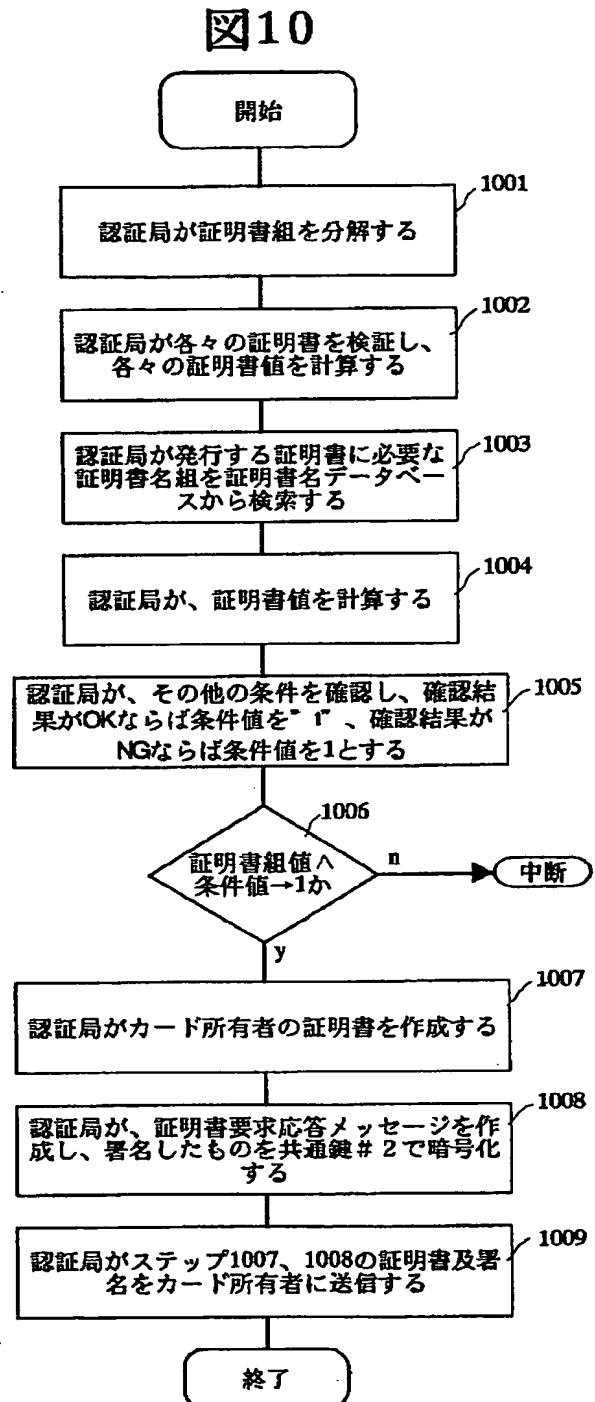 図10
開始
1001
認証局が証明書組を分解する
1002
認証局が各々の証明書を検証し、
各々の証明書値を計算する
1003
認証局が発行する証明書に必要な
証明書名組を証明書名データベー
スから検索する
1004
認証局が、証明書値を計算する
1005
認証局が、その他の条件を確認し、確認結
果がOKならば条件値を"1"、確認結果が
NGならば条件値を1とする
1006
証明書組値∧
条件値→1か
n
中断
y
1007
認証局がカード所有者の証明書を作成する
1008
認証局が、証明書要求応答メッセージを作
成し、署名したものを共通鍵#2で暗号化
する
1009
認証局がステップ1007、1008の証明書及署
名をカード所有者に送信する
終了